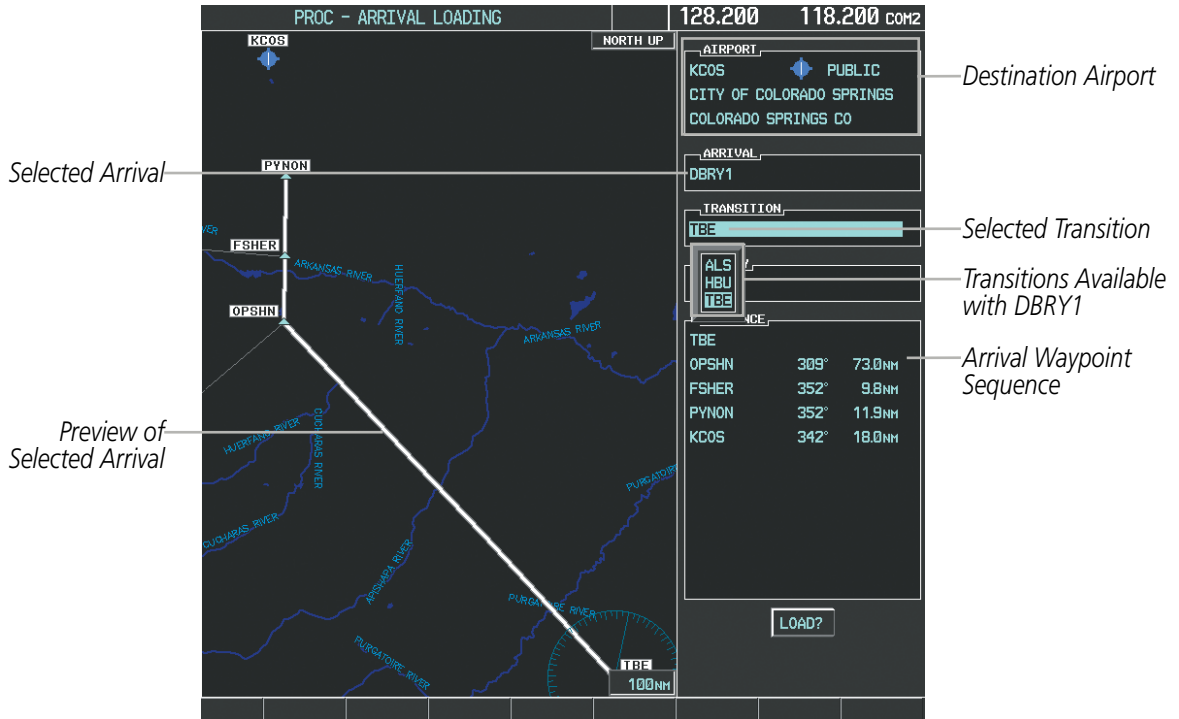 PROC - ARRIVAL LOADING
128.200 118.200 COM2
KCOS
NORTH UP
AIRPORT
KCOS PUBLIC
CITY OF COLORADO SPRINGS
COLORADO SPRINGS CO
Destination Airport
Selected Arrival
PYNON
ARRIVAL
DBRY1
TRANSITION
TBE
Selected Transition
ALS
HBU
TBE
Transitions Available
with DBRY1
FSHER
ARKANSAS RIVER
HUERFANO RIVER
OPSHN
ARKANSAS RIVER
NCE
TBE
OPSHN 309° 73.0NM
FSHER 352° 9.8NM
PYNON 352° 11.9NM
KCOS 342° 18.0NM
Arrival Waypoint
Sequence
Preview of
Selected Arrival
HUERFANO RIVER
CUCHARAS RIVER
PURGATOIRE
CUCHARAS RIVER
APISHAPA RIVER
PURGATOIRE RIVER
PURGATOIRE RIVER
TBE
100NM
LOAD?